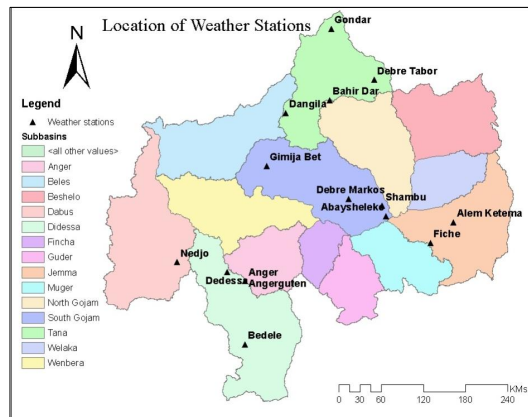 Location of Weather Stations
N
Gondar
Debre Tabor
Bahir Dar
Dangila
Gimija Bet
Debre Markos
Shambu
Abaysheleko
Alem Ketema
Fiche
Nedjo
Dedessa
Anger
Angerguten
Bedele
Legend
Weather stations
Subbasins
<all other values>
Anger
Beles
Beshelo
Dabus
Didessa
Fincha
Guder
Jemma
Muger
North Gojam
South Gojam
Tana
Welaka
Wenbera
KMs
0 30 60 120 180 240